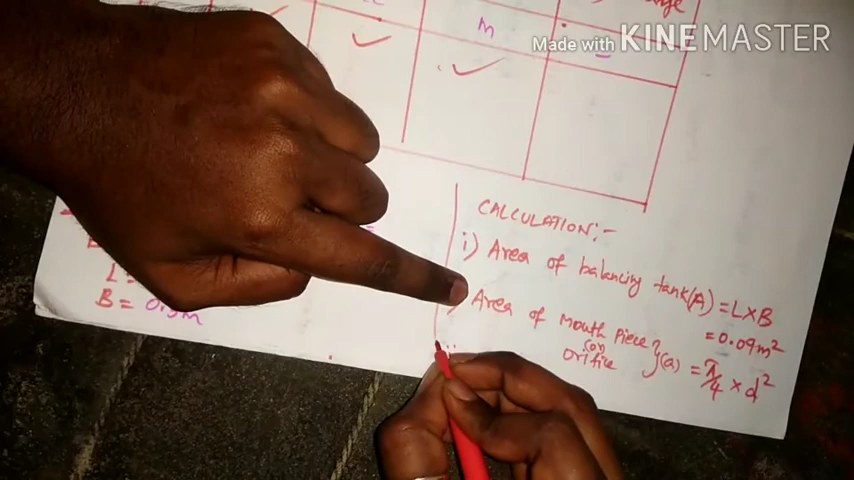 m
Made with KINEMASTER
CALCULATION:-
i) Area of balancing tank(A) = L×B
= 0.09m²
) Area of Mouth Piece } (a) = π/4 × d²
(or)
orifice
L =
B = 0.3m